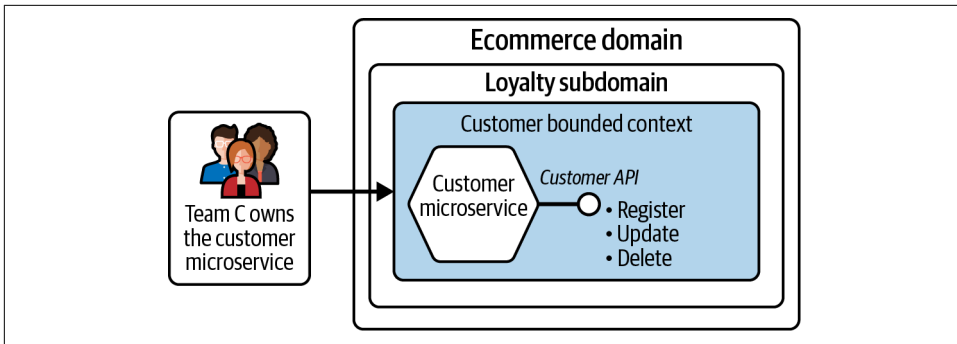 Ecommerce domain
Loyalty subdomain
Customer bounded context
Customer
microservice
Customer API
• Register
• Update
• Delete
Team C owns
the customer
microservice